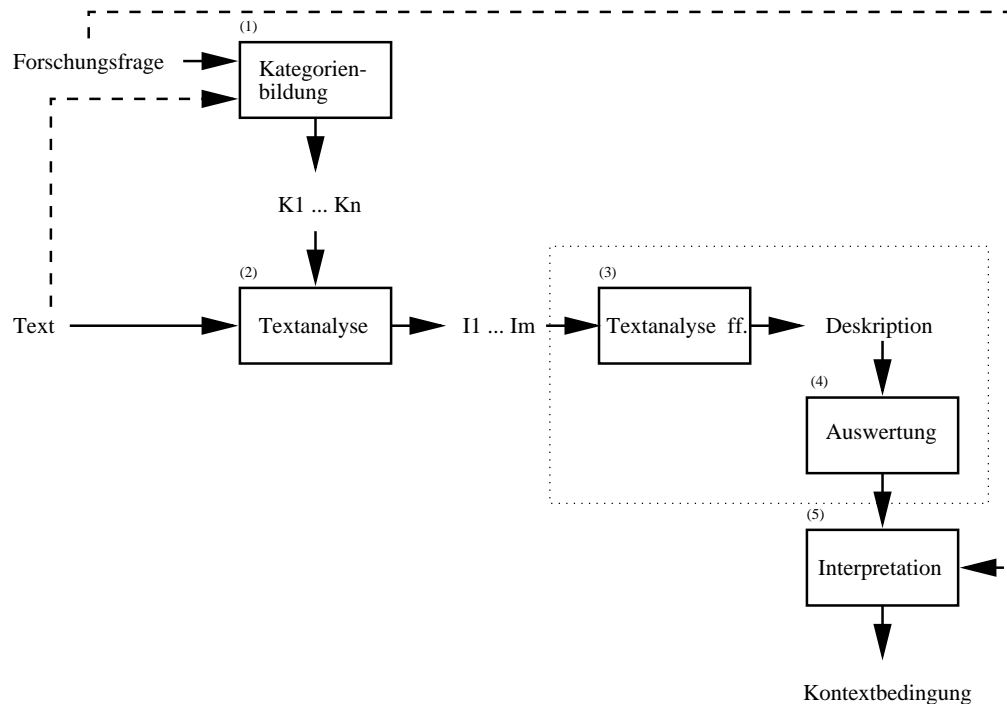 (1)
Forschungsfrage
Kategorien-
bildung
K1 ... Kn
(2)
Text
Textanalyse
I1 ... Im
(3)
Textanalyse ff.
Deskription
(4)
Auswertung
(5)
Interpretation
Kontextbedingung